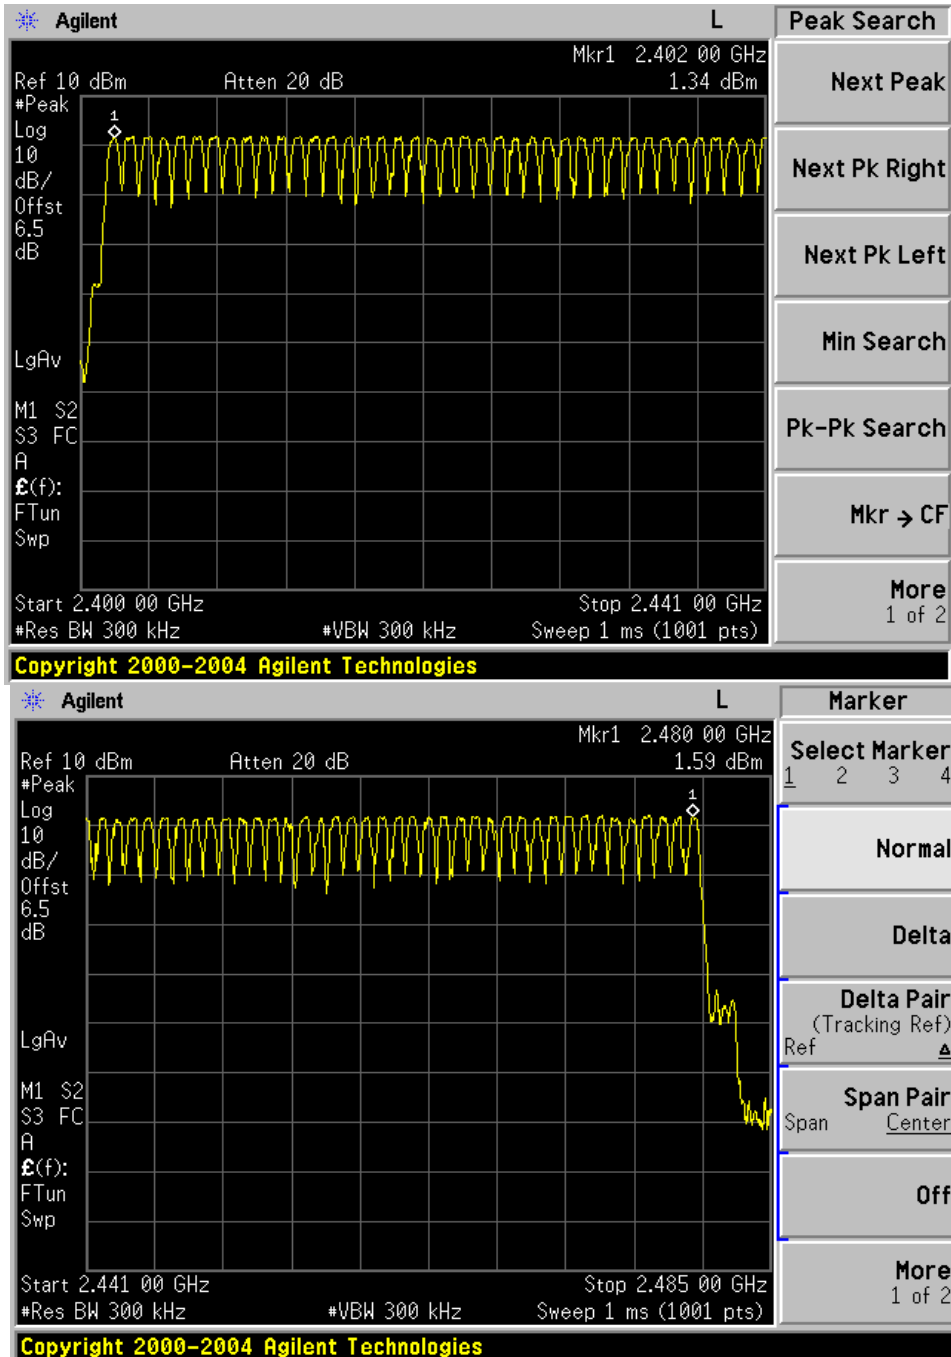 Agilent L Peak Search
Mkr1 2.402 00 GHz
Ref 10 dBm Atten 20 dB 1.34 dBm
#Peak
Log
10
dB/
Offst
6.5
dB
LgAv
M1 S2
S3 FC
A
£(f):
FTun
Swp
1
Start 2.400 00 GHz Stop 2.441 00 GHz
#Res BW 300 kHz #VBW 300 kHz Sweep 1 ms (1001 pts)
Copyright 2000-2004 Agilent Technologies
Next Peak
Next Pk Right
Next Pk Left
Min Search
Pk-Pk Search
Mkr → CF
More
1 of 2
Agilent L Marker
Mkr1 2.480 00 GHz
Ref 10 dBm Atten 20 dB 1.59 dBm
#Peak
Log
10
dB/
Offst
6.5
dB
LgAv
M1 S2
S3 FC
A
£(f):
FTun
Swp
1
Start 2.441 00 GHz Stop 2.485 00 GHz
#Res BW 300 kHz #VBW 300 kHz Sweep 1 ms (1001 pts)
Copyright 2000-2004 Agilent Technologies
Select Marker
1 2 3 4
Normal
Delta
Delta Pair
(Tracking Ref)
Ref Δ
Span Pair
Span Center
Off
More
1 of 2